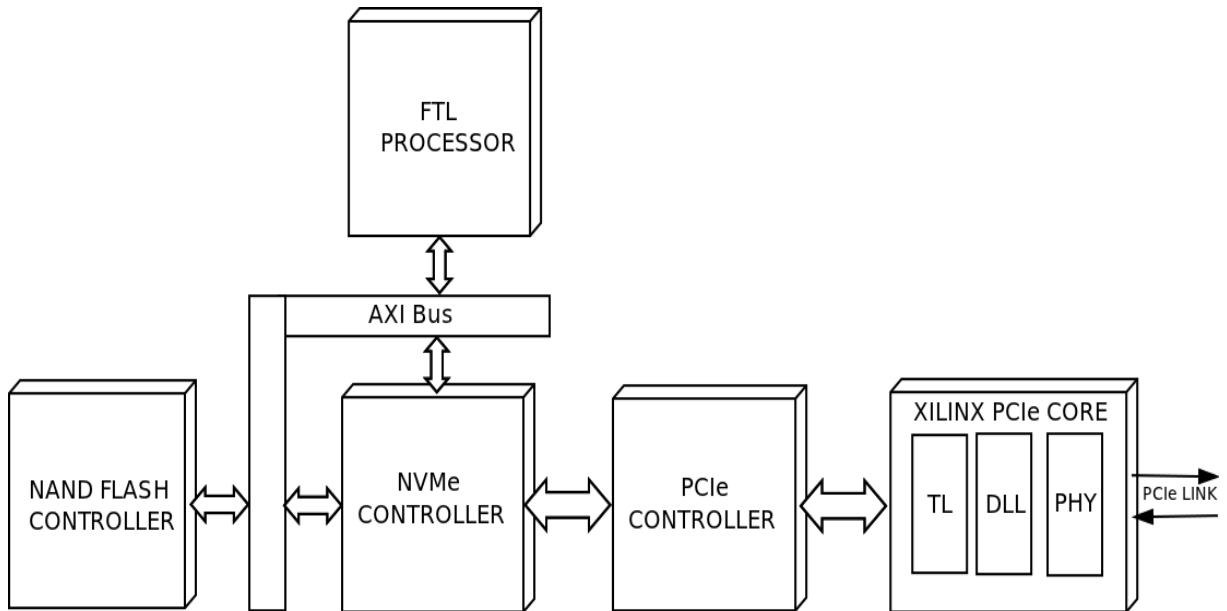 FTL
PROCESSOR
AXI Bus
NAND FLASH
CONTROLLER
NVMe
CONTROLLER
PCIe
CONTROLLER
XILINX PCIe CORE
TL
DLL
PHY
PCIe LINK